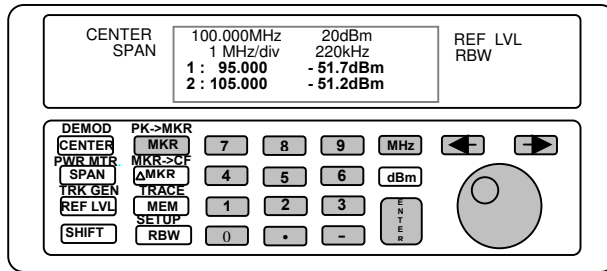 CENTER 100.000MHz 20dBm REF LVL
SPAN 1 MHz/div 220kHz RBW
1 : 95.000 - 51.7dBm
2 : 105.000 - 51.2dBm
DEMOD PK->MKR
CENTER MKR 7 8 9 MHz
PWR MTR MKR->CF
SPAN △MKR 4 5 6 dBm
TRK GEN TRACE
REF LVL MEM 1 2 3 ENTER
SETUP
SHIFT RBW 0 • -